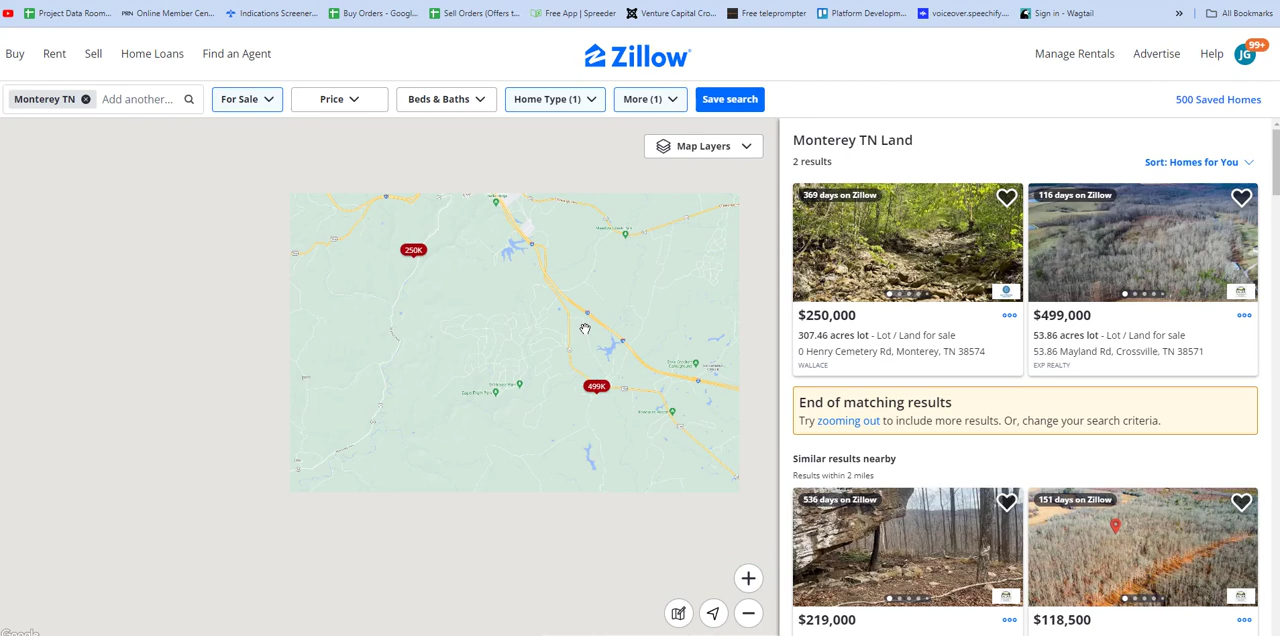 Project Data Room...
PRN Online Member Cen...
Indications Screener...
Buy Orders - Googl...
Sell Orders (Offers t...
Free App | Spreeder
Venture Capital Cro...
Free teleprompter
Platform Developm...
voiceover.speechify....
Sign in - Wagtail
»
All Bookmarks
Buy
Rent
Sell
Home Loans
Find an Agent
Zillow
Manage Rentals
Advertise
Help
JG
99+
Monterey TN
Add another...
For Sale
Price
Beds & Baths
Home Type (1)
More (1)
Save search
500 Saved Homes
Map Layers
250K
499K
Google
Monterey TN Land
2 results
Sort: Homes for You
369 days on Zillow
$250,000
307.46 acres lot - Lot / Land for sale
0 Henry Cemetery Rd, Monterey, TN 38574
WALLACE
116 days on Zillow
$499,000
53.86 acres lot - Lot / Land for sale
53.86 Mayland Rd, Crossville, TN 38571
EXP REALTY
End of matching results
Try zooming out to include more results. Or, change your search criteria.
Similar results nearby
Results within 2 miles
536 days on Zillow
$219,000
151 days on Zillow
$118,500